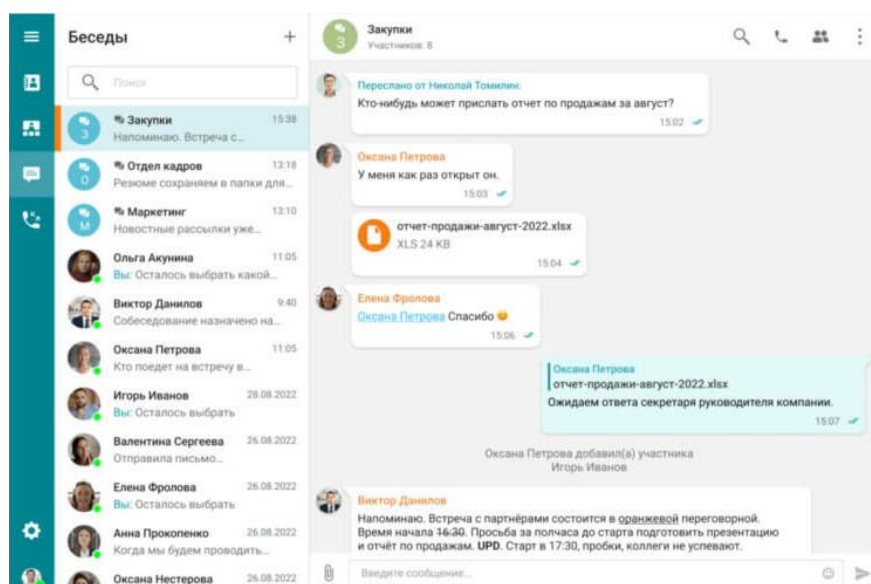 Беседы
Поиск
3
Закупки 15:38
Напоминаю. Встреча с...
О
Отдел кадров 13:18
Резюме сохраняем в папки для...
М
Маркетинг 13:10
Новостные рассылки уже...
Ольга Акунина 11:05
Вы: Осталось выбрать какой...
Виктор Данилов 9:40
Собеседование назначено на...
Оксана Петрова 11:05
Кто поедет на встречу в...
Игорь Иванов 28.08.2022
Вы: Осталось выбрать
Валентина Сергеева 26.08.2022
Отправила письмо...
Елена Фролова 26.08.2022
Вы: Осталось выбрать
Анна Прокопенко 26.08.2022
Когда мы будем проводить...
Оксана Нестерова 26.08.2022
3
Закупки
Участников: 8
Переслано от Николай Томилин:
Кто-нибудь может прислать отчет по продажам за август?
15:02
Оксана Петрова
У меня как раз открыт он.
15:03
отчет-продажи-август-2022.xlsx
XLS 24 KB
15:04
Елена Фролова
Оксана Петрова Спасибо
15:06
Оксана Петрова
отчет-продажи-август-2022.xlsx
Ожидаем ответа секретаря руководителя компании.
15:07
Оксана Петрова добавил(а) участника
Игорь Иванов
Виктор Данилов
Напоминаю. Встреча с партнёрами состоится в оранжевой переговорной.
Время начала 16:30. Просьба за полчаса до старта подготовить презентацию
и отчёт по продажам. UPD. Старт в 17:30, пробки, коллеги не успевают.
Введите сообщение...